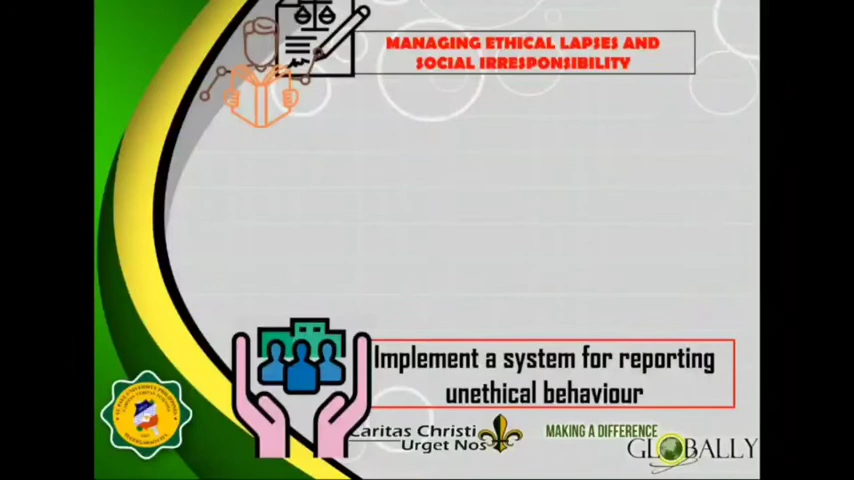 MANAGING ETHICAL LAPSES AND
SOCIAL IRRESPONSIBILITY
Implement a system for reporting
unethical behaviour
Caritas Christi
Urget Nos
MAKING A DIFFERENCE
GLOBALLY